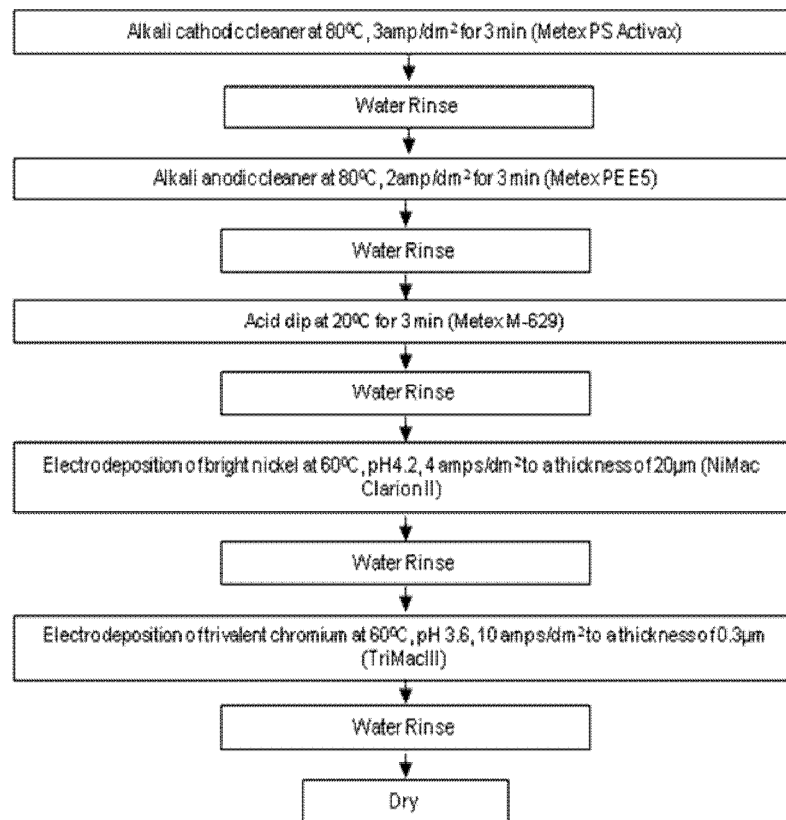 Alkali cathodic cleaner at 80ºC, 3amp/dm² for 3 min (Metex PS Activax)
Water Rinse
Alkali anodic cleaner at 80ºC, 2amp/dm² for 3 min (Metex PE E5)
Water Rinse
Acid dip at 20ºC for 3 min (Metex M-629)
Water Rinse
Electrodeposition of bright nickel at 60ºC, pH4.2, 4 amps/dm² to a thickness of 20µm (NiMac
Clarion II)
Water Rinse
Electrodeposition of trivalent chromium at 60ºC, pH 3.6, 10 amps/dm² to a thickness of 0.3µm
(TriMacIII)
Water Rinse
Dry